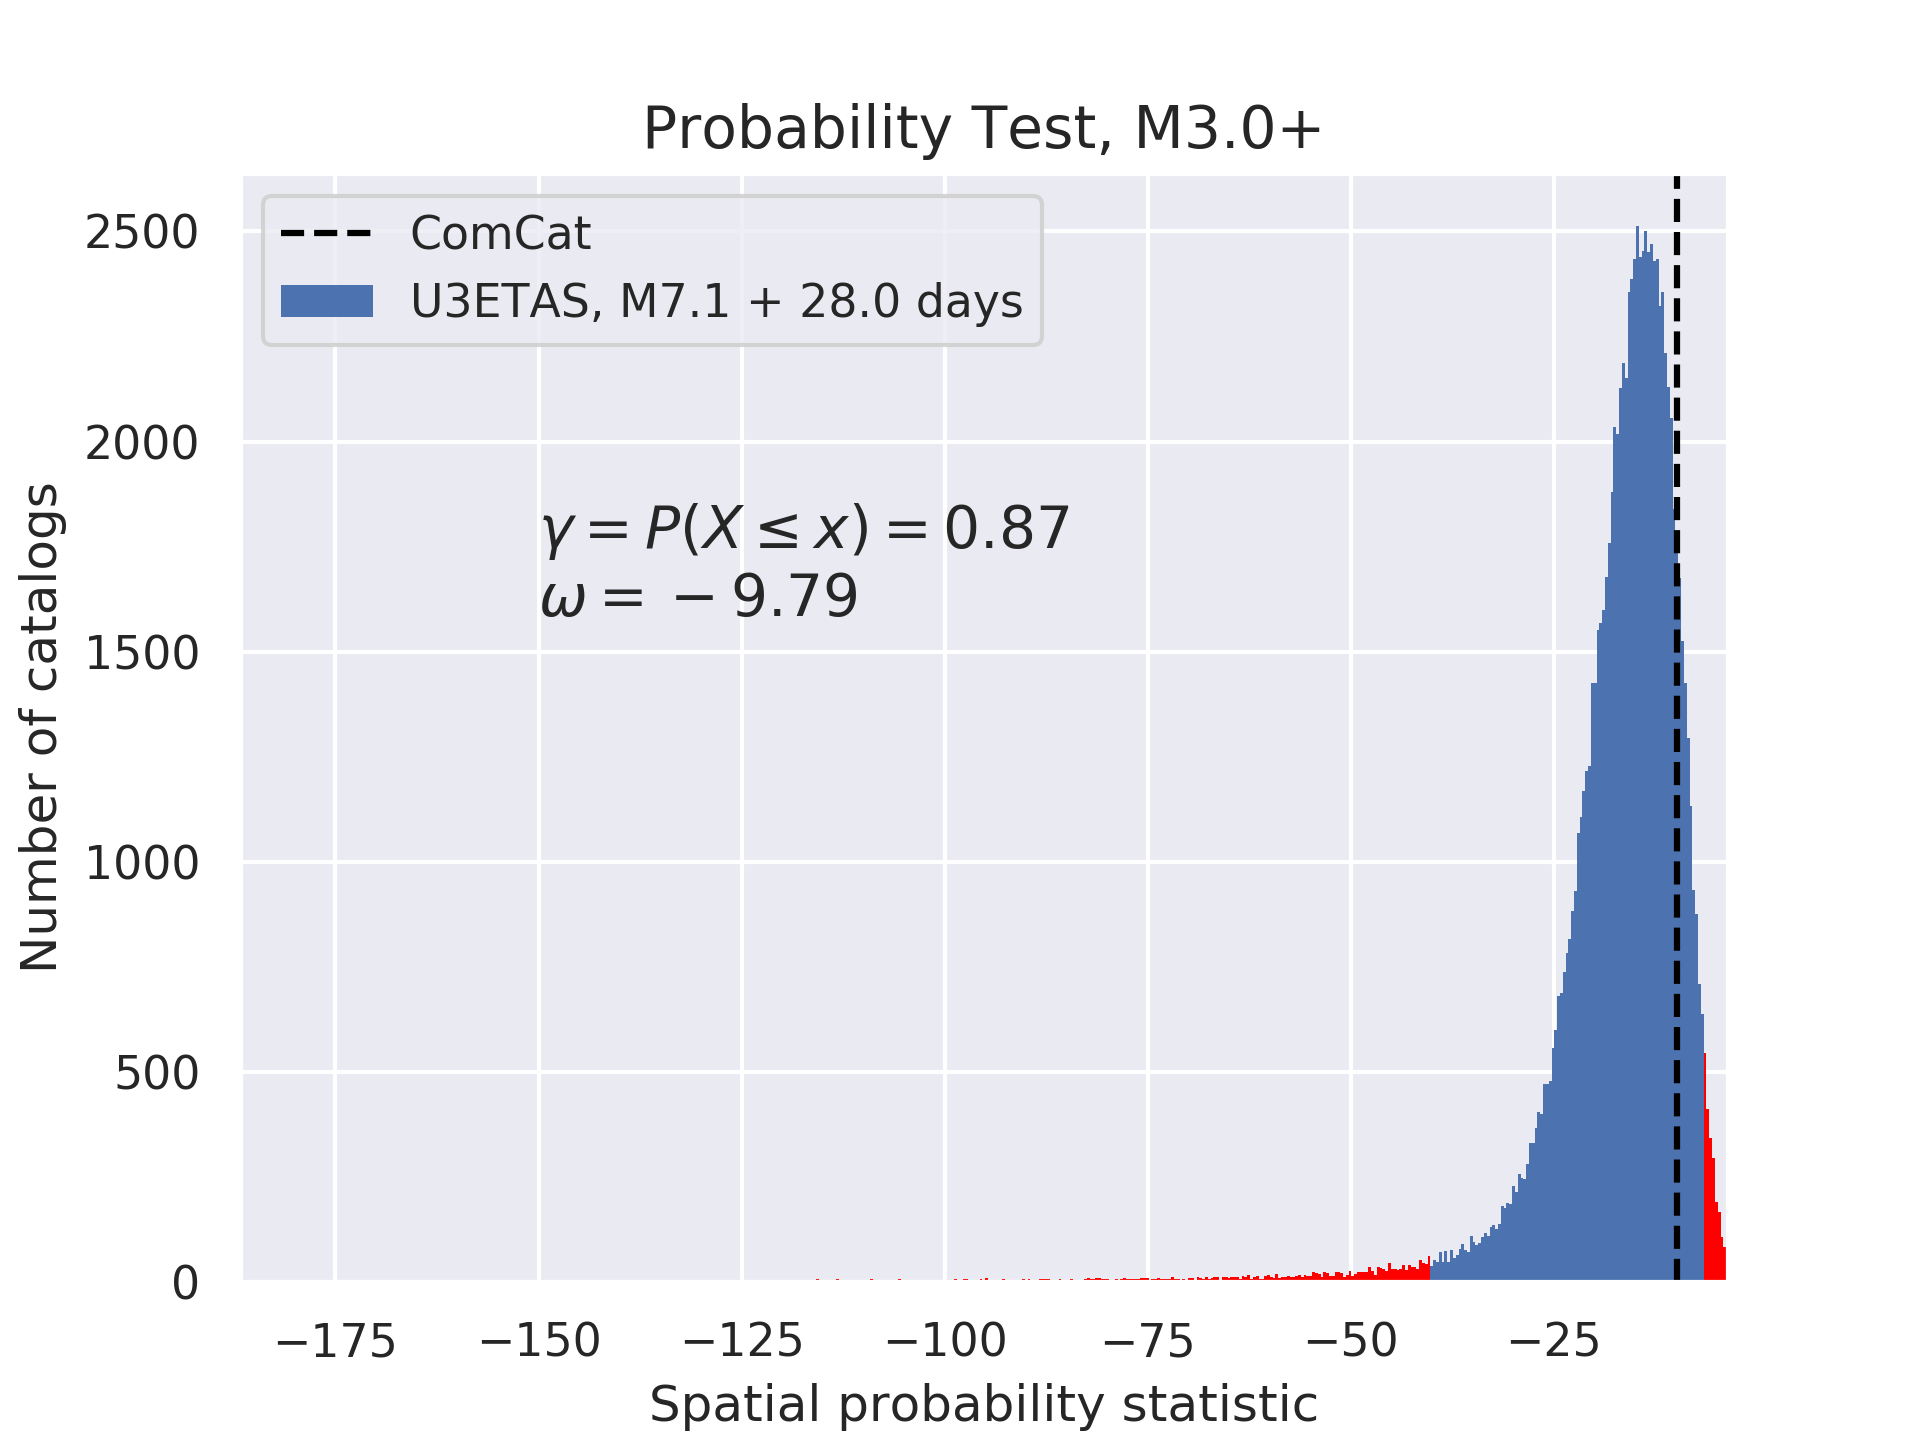 Probability Test, M3.0+
ComCat
U3ETAS, M7.1 + 28.0 days
2500
2000
1500
1000
500
0
Number of catalogs
γ = P(X ≤ x) = 0.87
ω = − 9.79
−175 −150 −125 −100 −75 −50 −25
Spatial probability statistic